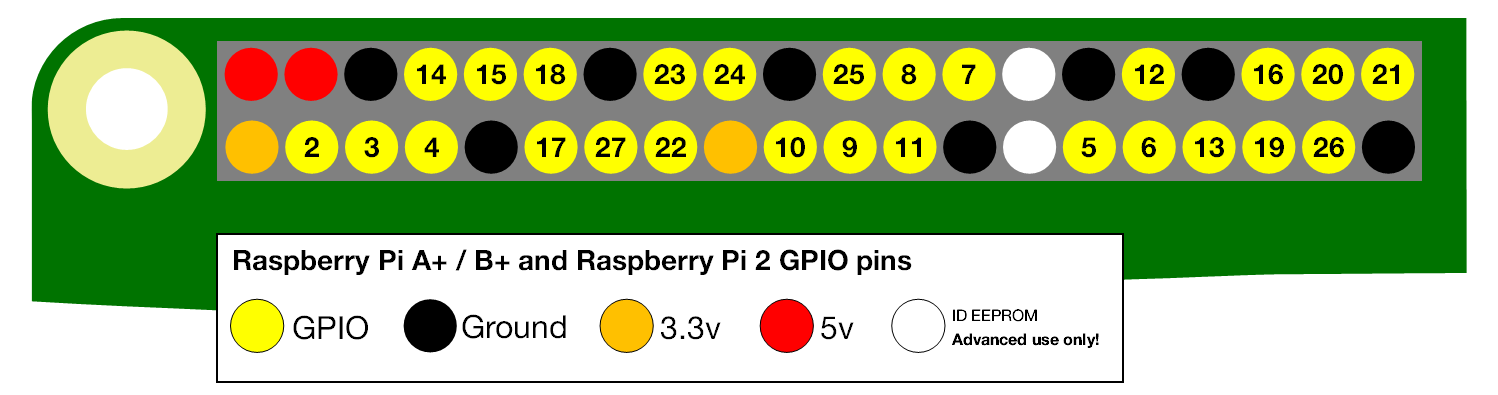 14 15 18 23 24 25 8 7 12 16 20 21
2 3 4 17 27 22 10 9 11 5 6 13 19 26
Raspberry Pi A+ / B+ and Raspberry Pi 2 GPIO pins
GPIO Ground 3.3v 5v ID EEPROM
Advanced use only!